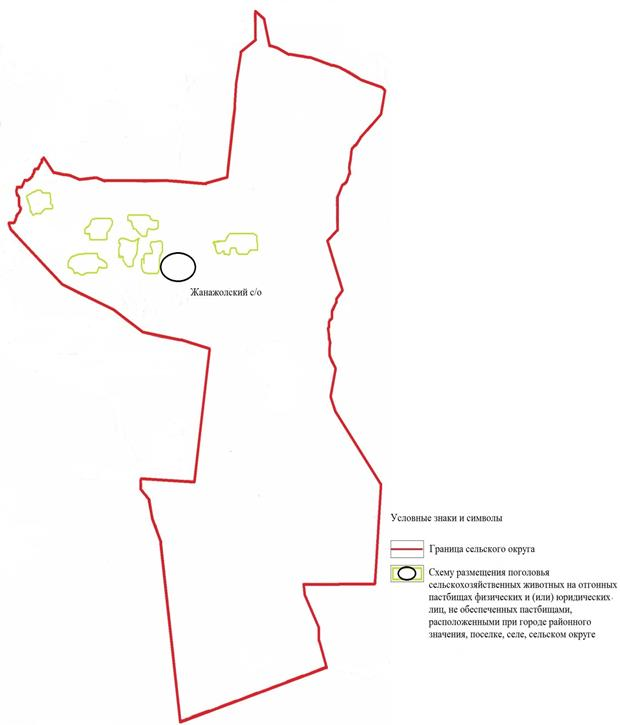 Жанажолский с/о
Условные знаки и символы
Граница сельского округа
Схему размещения поголовья
сельскохозяйственных животных на отгонных
пастбищах физических и (или) юридических
лиц, не обеспеченных пастбищами,
расположенными при городе районного
значения, поселке, селе, сельском округе